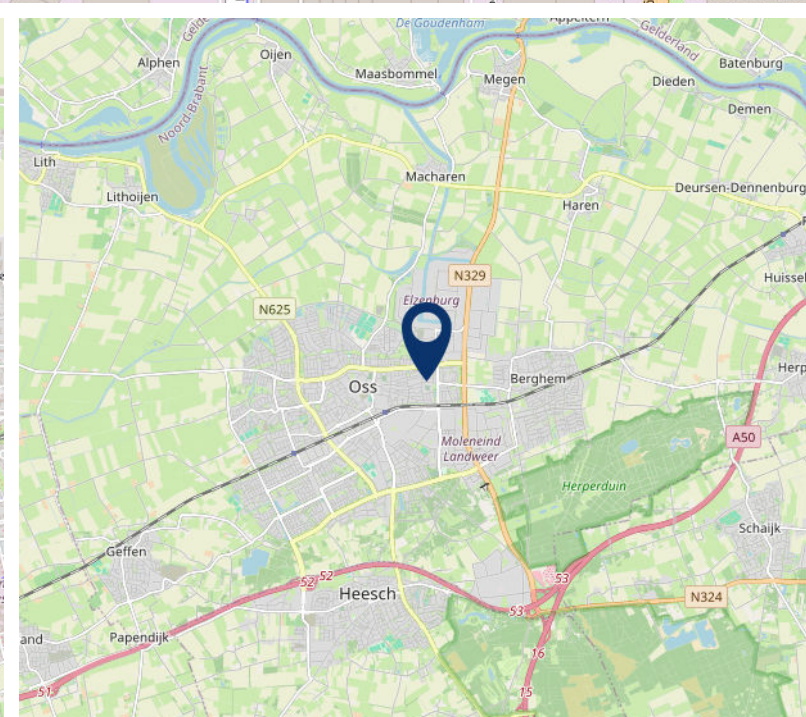 De Goudenham
Gelderland
Alphen
Oijen
Maasbommel
Megen
Batenburg
Dieden
Demen
Noord-Brabant
Lith
Lithoijen
Macharen
Deursen-Dennenburg
Haren
N329
Huissel
Elzenburg
N625
Oss
Berghem
Herp
A50
Moleneind
Landweer
Herperduin
Schaijk
Geffen
52
52
53
Heesch
N324
53
Papendijk
and
16
51
15